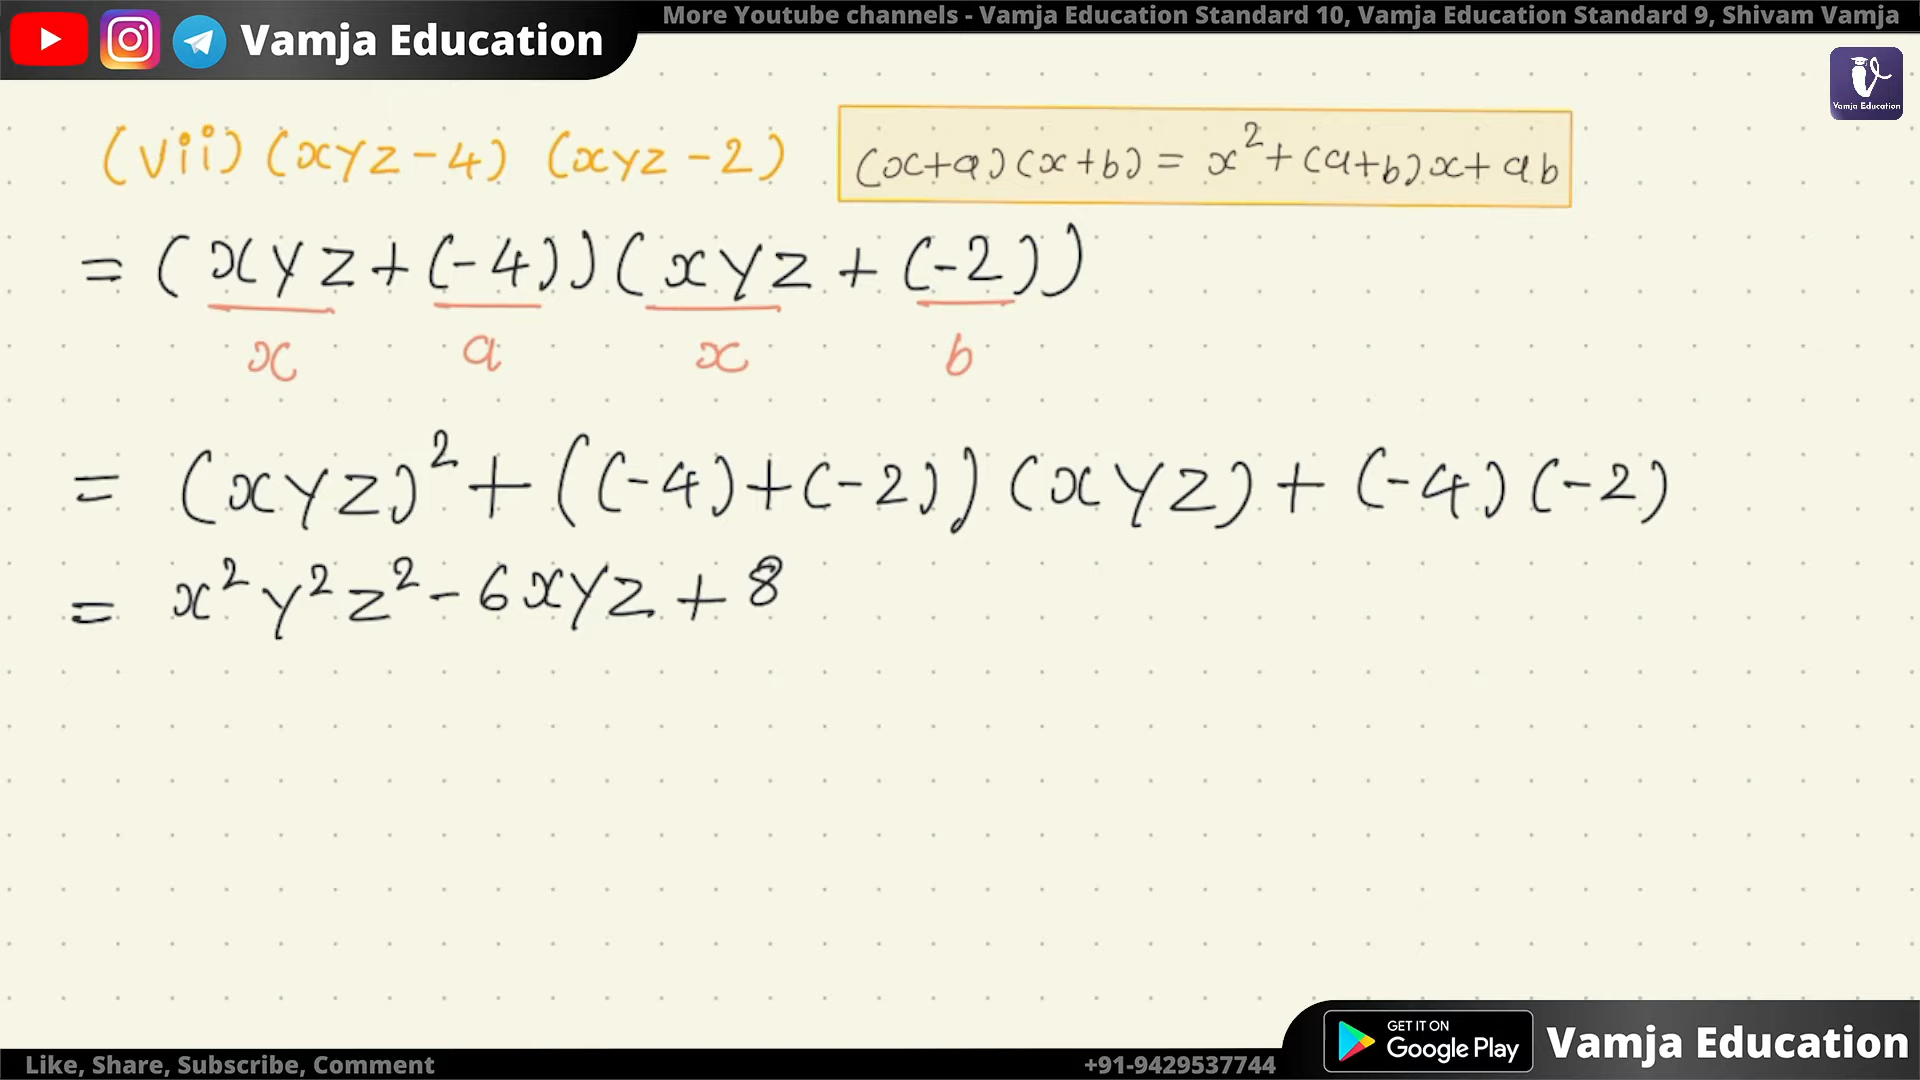 More Youtube channels - Vamja Education Standard 10, Vamja Education Standard 9, Shivam Vamja
Vamja Education
Vamja Education
(vii) (xyz-4) (xyz-2)
(x+a)(x+b) = x²+(a+b)x+ab
= (xyz+(-4))(xyz+(-2))
x a x b
= (xyz)²+((-4)+(-2))(xyz)+(-4)(-2)
= x²y²z²-6xyz+8
GET IT ON
Google Play
Vamja Education
Like, Share, Subscribe, Comment
+91-9429537744